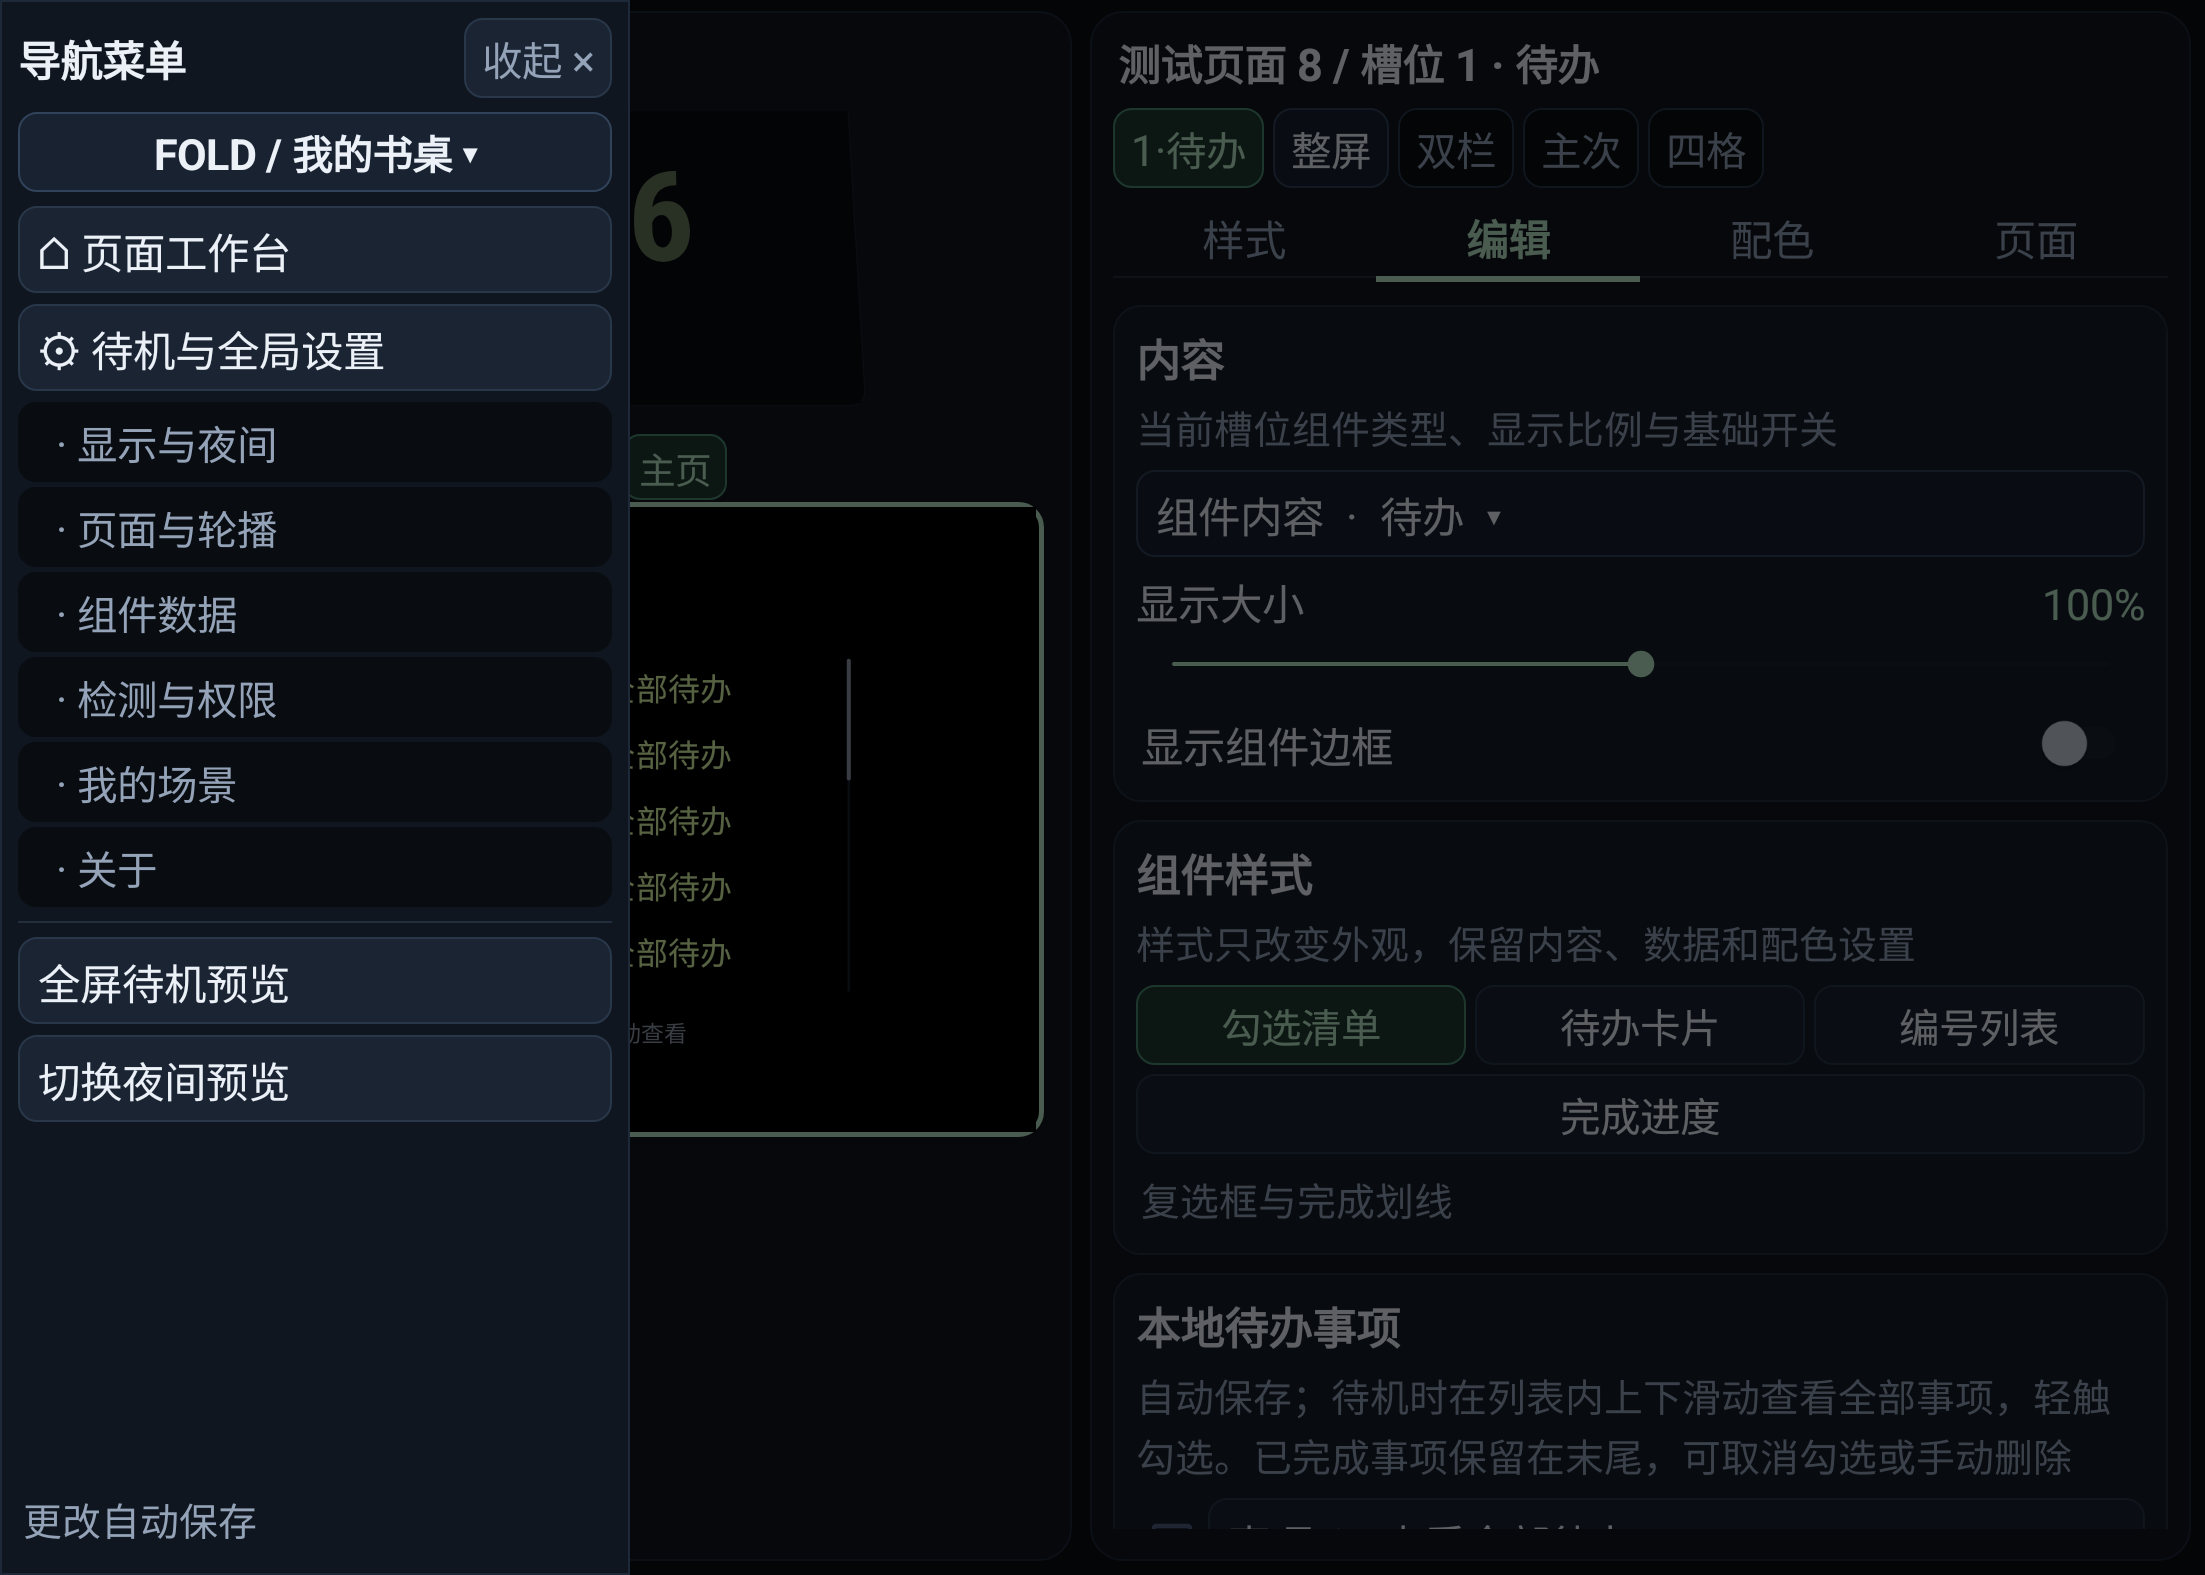 导航菜单
收起 ×
FOLD / 我的书桌 ▾
页面工作台
待机与全局设置
· 显示与夜间
· 页面与轮播
· 组件数据
· 检测与权限
· 我的场景
· 关于
全屏待机预览
切换夜间预览
更改自动保存
6
主页
部待办
部待办
部待办
部待办
部待办
查看
测试页面 8 / 槽位 1 · 待办
1·待办 整屏 双栏 主次 四格
样式 编辑 配色 页面
内容
当前槽位组件类型、显示比例与基础开关
组件内容 · 待办 ▾
显示大小 100%
显示组件边框
组件样式
样式只改变外观，保留内容、数据和配色设置
勾选清单 待办卡片 编号列表
完成进度
复选框与完成划线
本地待办事项
自动保存；待机时在列表内上下滑动查看全部事项，轻触
勾选。已完成事项保留在末尾，可取消勾选或手动删除